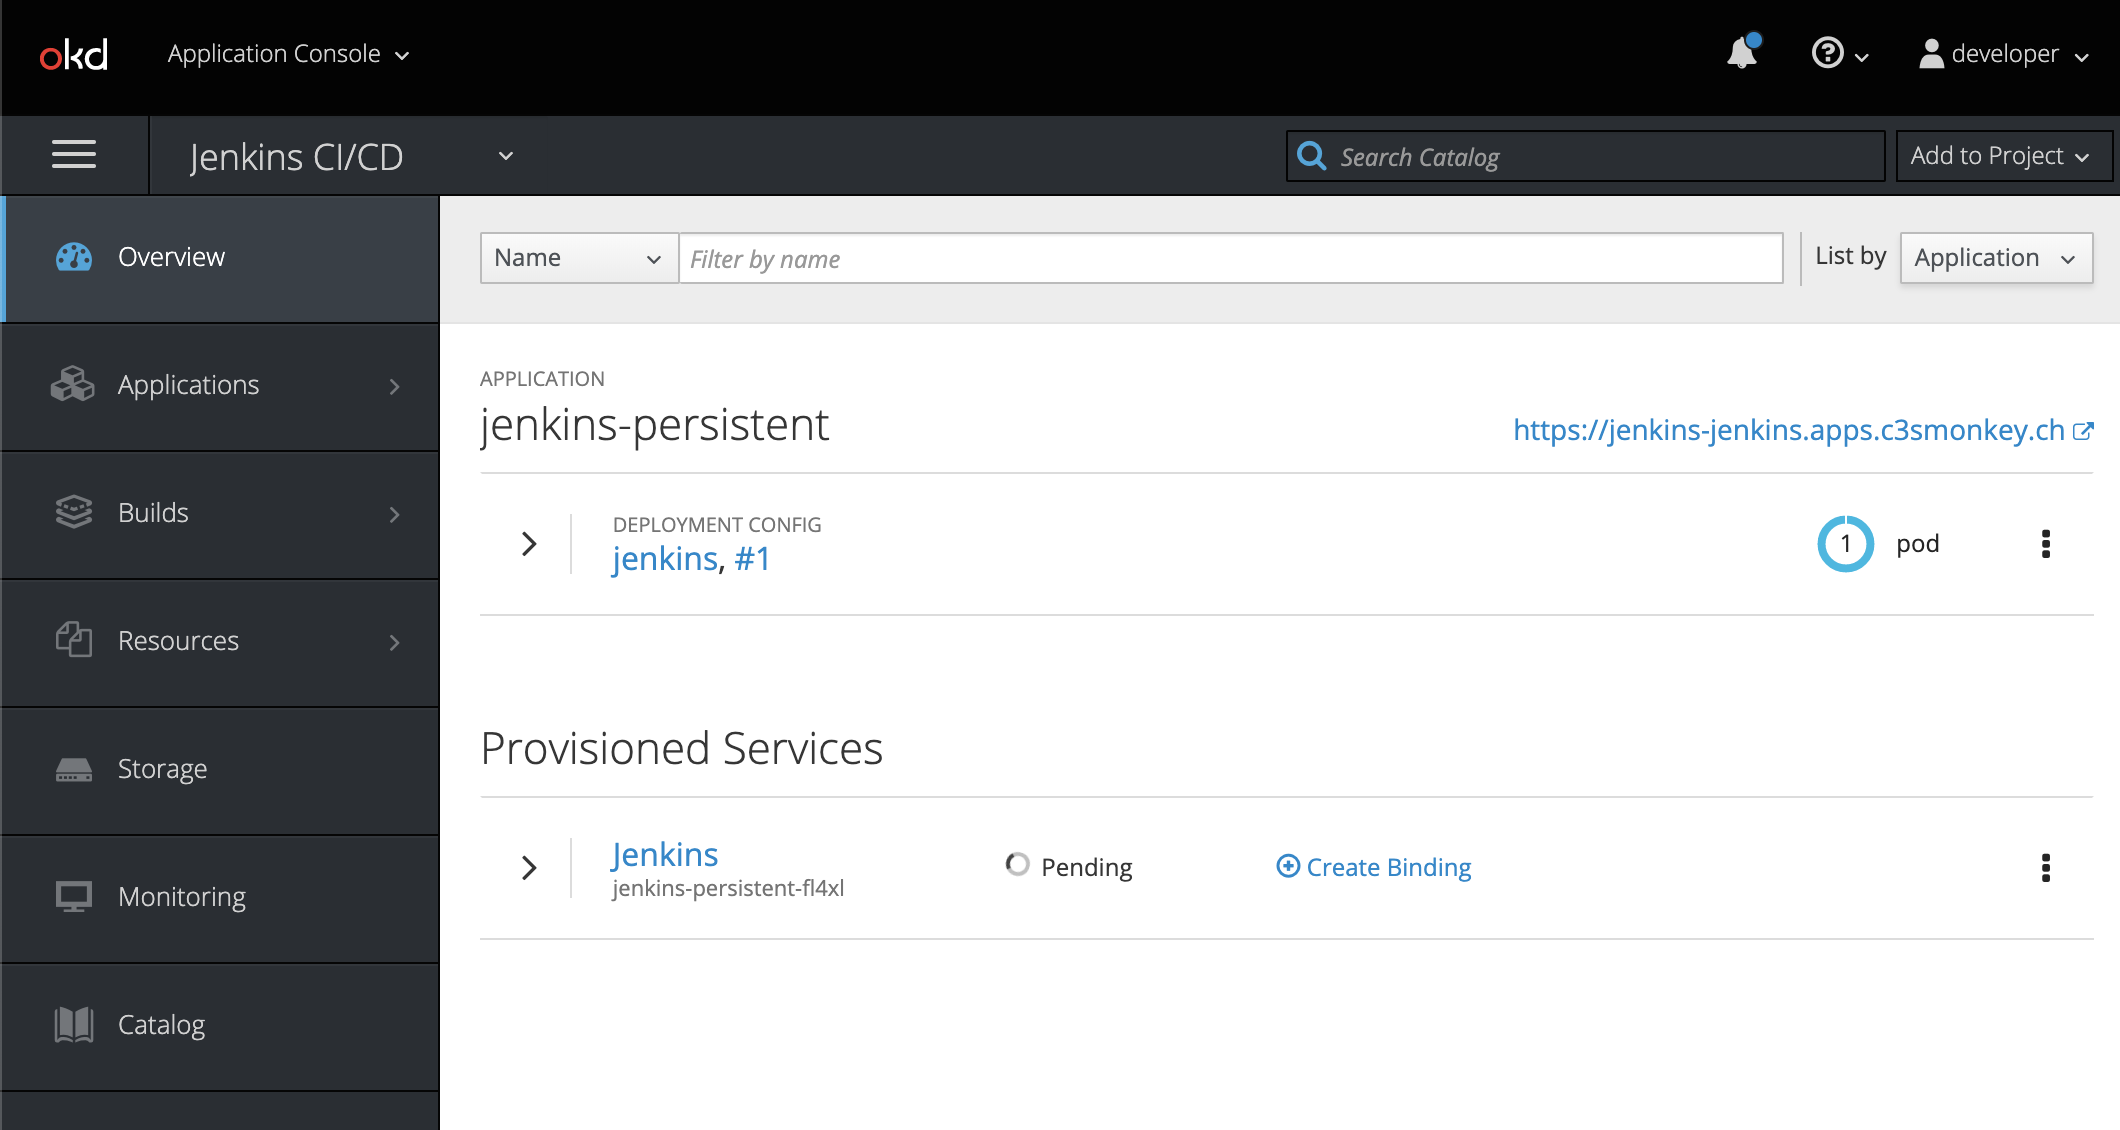 okd Application Console developer
Jenkins CI/CD Search Catalog Add to Project
Overview
Applications
Builds
Resources
Storage
Monitoring
Catalog
Name Filter by name List by Application
APPLICATION
jenkins-persistent https://jenkins-jenkins.apps.c3smonkey.ch
DEPLOYMENT CONFIG
jenkins, #1 1 pod
Provisioned Services
Jenkins Pending Create Binding
jenkins-persistent-fl4xl